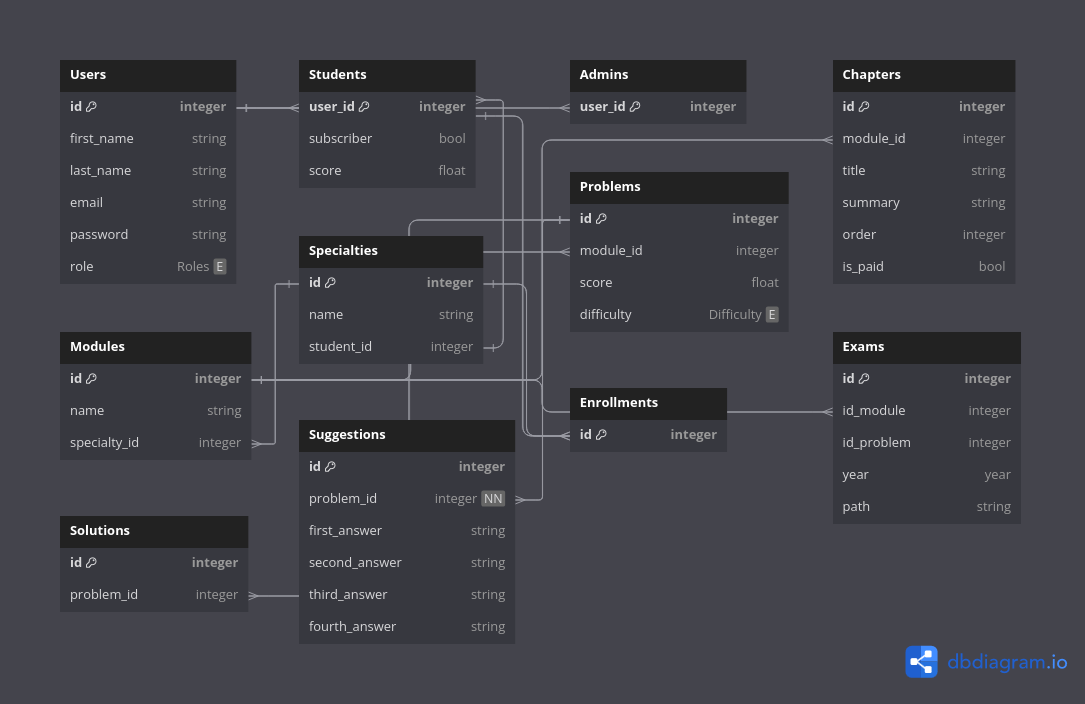 Users
id integer
first_name string
last_name string
email string
password string
role Roles E
Students
user_id integer
subscriber bool
score float
Admins
user_id integer
Chapters
id integer
module_id integer
title string
summary string
order integer
is_paid bool
Problems
id integer
module_id integer
score float
difficulty Difficulty E
Specialties
id integer
name string
student_id integer
Modules
id integer
name string
specialty_id integer
Exams
id integer
id_module integer
id_problem integer
year year
path string
Enrollments
id integer
Suggestions
id integer
problem_id integer NN
first_answer string
second_answer string
third_answer string
fourth_answer string
Solutions
id integer
problem_id integer
dbdiagram.io